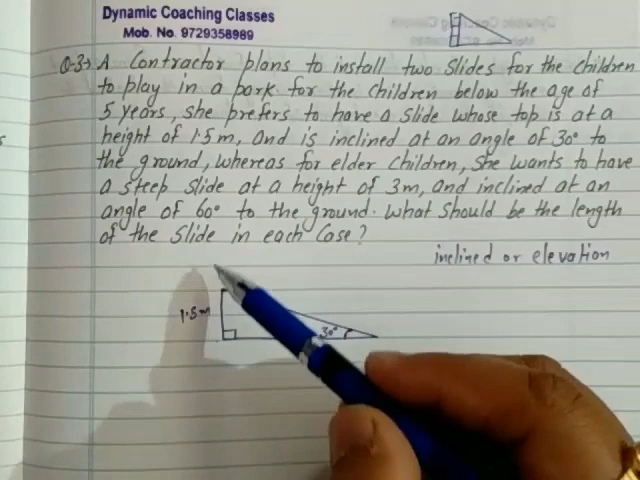 Dynamic Coaching Classes
Mob. No. 9729358989
Q-3→ A Contractor plans to install two slides for the children
to play in a park for the children below the age of
5 years, she prefers to have a slide whose top is at a
height of 1.5m, and is inclined at an angle of 30° to
the ground, whereas for elder children, she wants to have
a steep slide at a height of 3m, and inclined at an
angle of 60° to the ground. What should be the length
of the slide in each case?
inclined or elevation
1.5m
30°